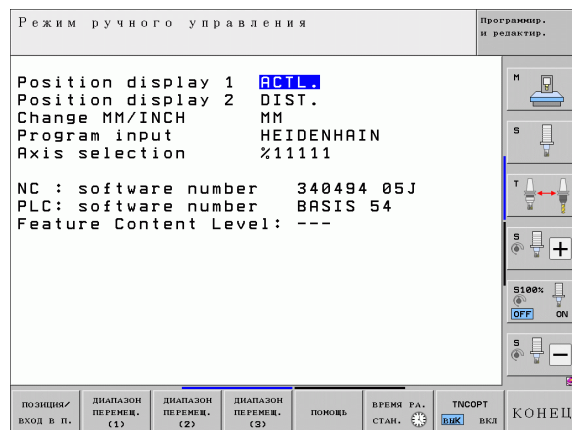 Режим ручного управления
Программир.
и редактир.
Position display 1 ACTL.
Position display 2 DIST.
Change MM/INCH MM
Program input HEIDENHAIN
Axis selection %11111
NC : software number 340494 05J
PLC: software number BASIS 54
Feature Content Level: ---
M
S
T
S
+
S100%
OFF ON
S
-
ПОЗИЦИЯ/
ВХОД В П.
ДИАПАЗОН
ПЕРЕМЕЩ.
(1)
ДИАПАЗОН
ПЕРЕМЕЩ.
(2)
ДИАПАЗОН
ПЕРЕМЕЩ.
(3)
ПОМОЩЬ
ВРЕМЯ РА.
СТАН.
TNCOPT
ВЫК ВКЛ
КОНЕЦ